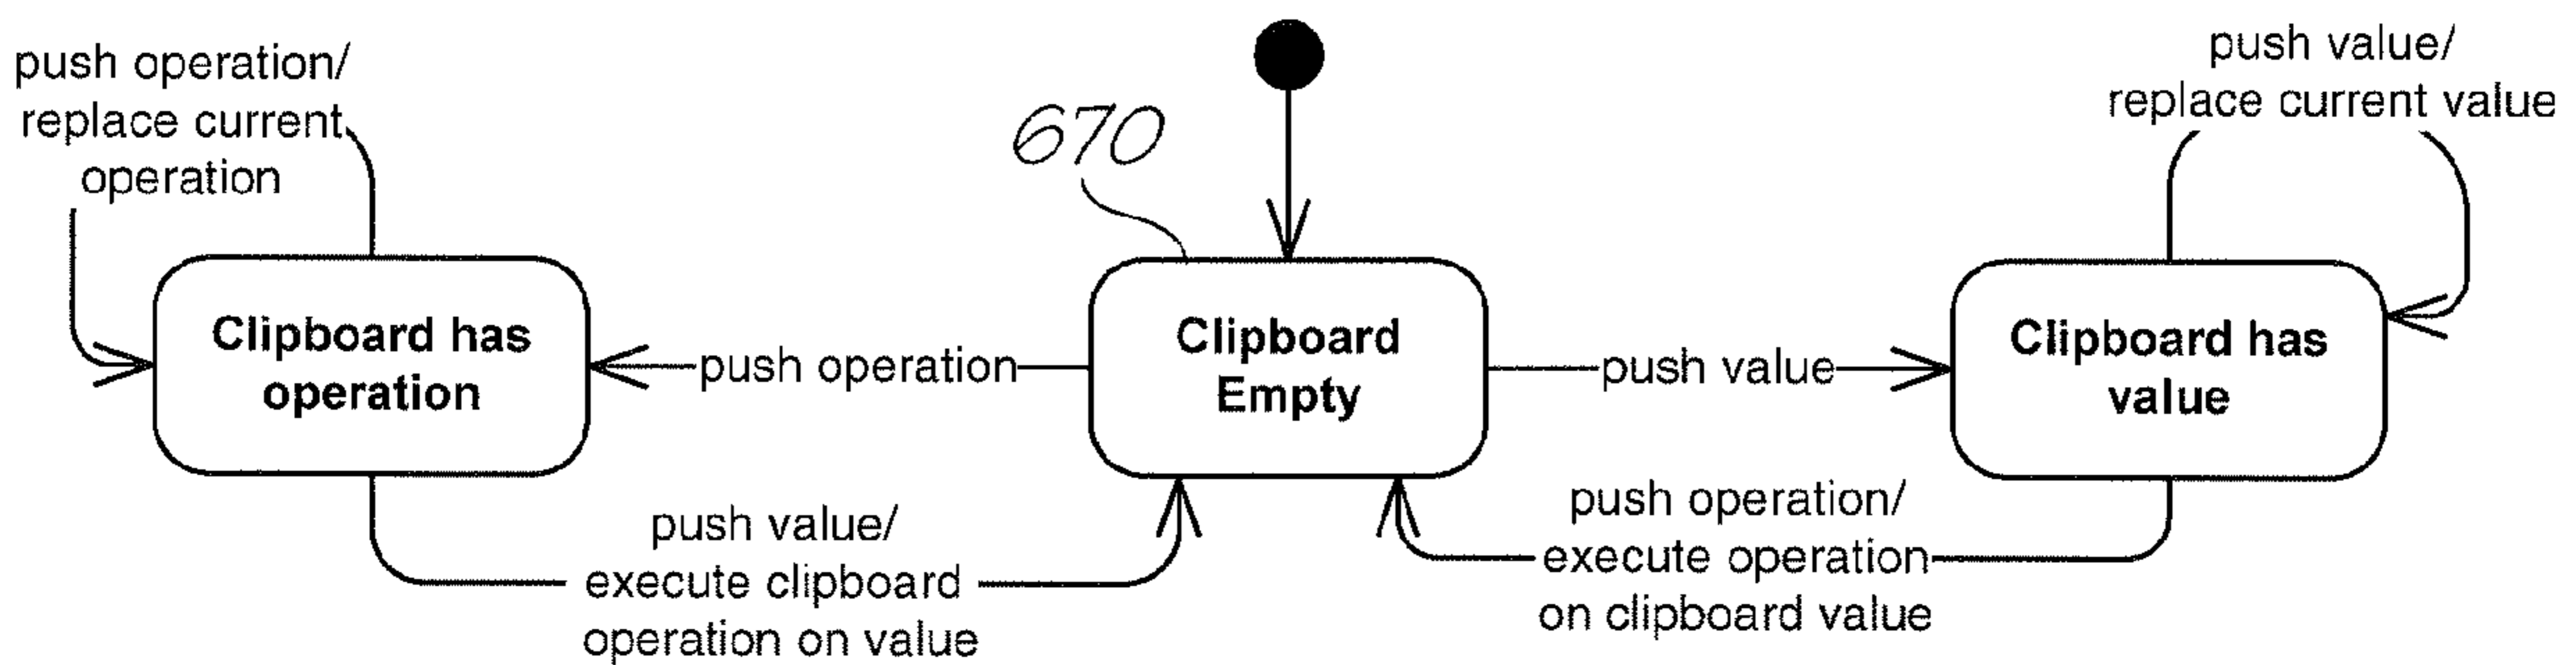 push operation/
replace current
operation
670
push value/
replace current value
Clipboard has
operation
push operation
Clipboard
Empty
push value
Clipboard has
value
push value/
execute clipboard
operation on value
push operation/
execute operation
on clipboard value